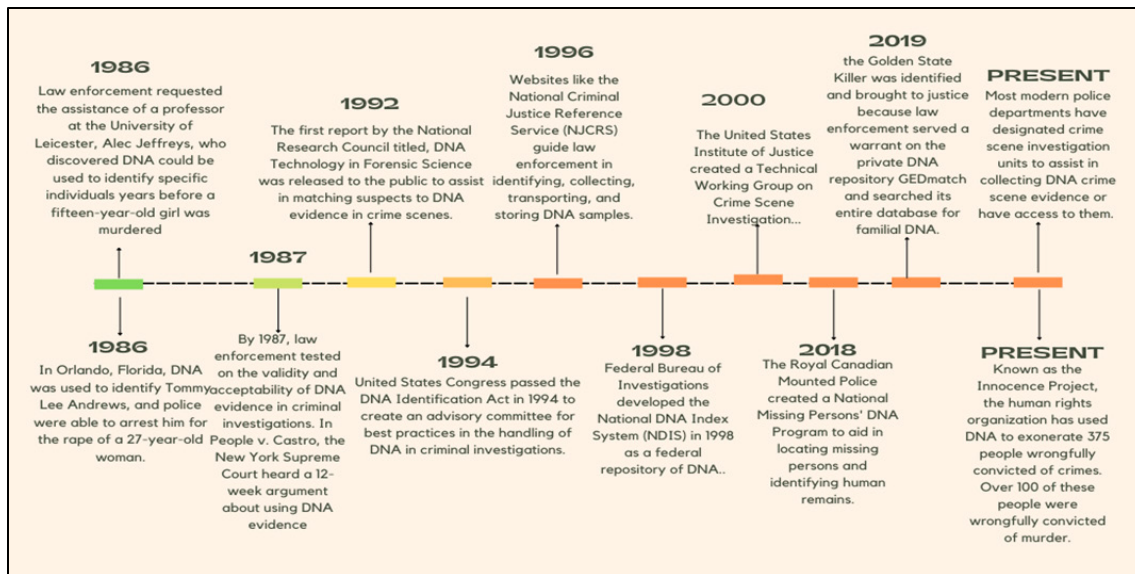 1986
Law enforcement requested
the assistance of a professor
at the University of
Leicester, Alec Jeffreys, who
discovered DNA could be
used to identify specific
individuals years before a
fifteen-year-old girl was
murdered
1986
In Orlando, Florida, DNA
was used to identify Tommy
Lee Andrews, and police
were able to arrest him for
the rape of a 27-year-old
woman.
1987
By 1987, law
enforcement tested
on the validity and
acceptability of DNA
evidence in criminal
investigations. In
People v. Castro, the
New York Supreme
Court heard a 12-
week argument
about using DNA
evidence
1992
The first report by the National
Research Council titled, DNA
Technology in Forensic Science
was released to the public to assist
in matching suspects to DNA
evidence in crime scenes.
1994
United States Congress passed the
DNA Identification Act in 1994 to
create an advisory committee for
best practices in the handling of
DNA in criminal investigations.
1996
Websites like the
National Criminal
Justice Reference
Service (NJCRS)
guide law
enforcement in
identifying, collecting,
transporting, and
storing DNA samples.
1998
Federal Bureau of
Investigations
developed the
National DNA Index
System (NDIS) in 1998
as a federal
repository of DNA..
2000
The United States
Institute of Justice
created a Technical
Working Group on
Crime Scene
Investigation...
2018
The Royal Canadian
Mounted Police
created a National
Missing Persons' DNA
Program to aid in
locating missing
persons and
identifying human
remains.
2019
the Golden State
Killer was identified
and brought to justice
because law
enforcement served a
warrant on the
private DNA
repository GEDmatch
and searched its
entire database for
familial DNA.
PRESENT
Most modern police
departments have
designated crime
scene investigation
units to assist in
collecting DNA crime
scene evidence or
have access to them.
PRESENT
Known as the
Innocence Project,
the human rights
organization has used
DNA to exonerate 375
people wrongfully
convicted of crimes.
Over 100 of these
people were
wrongfully convicted
of murder.